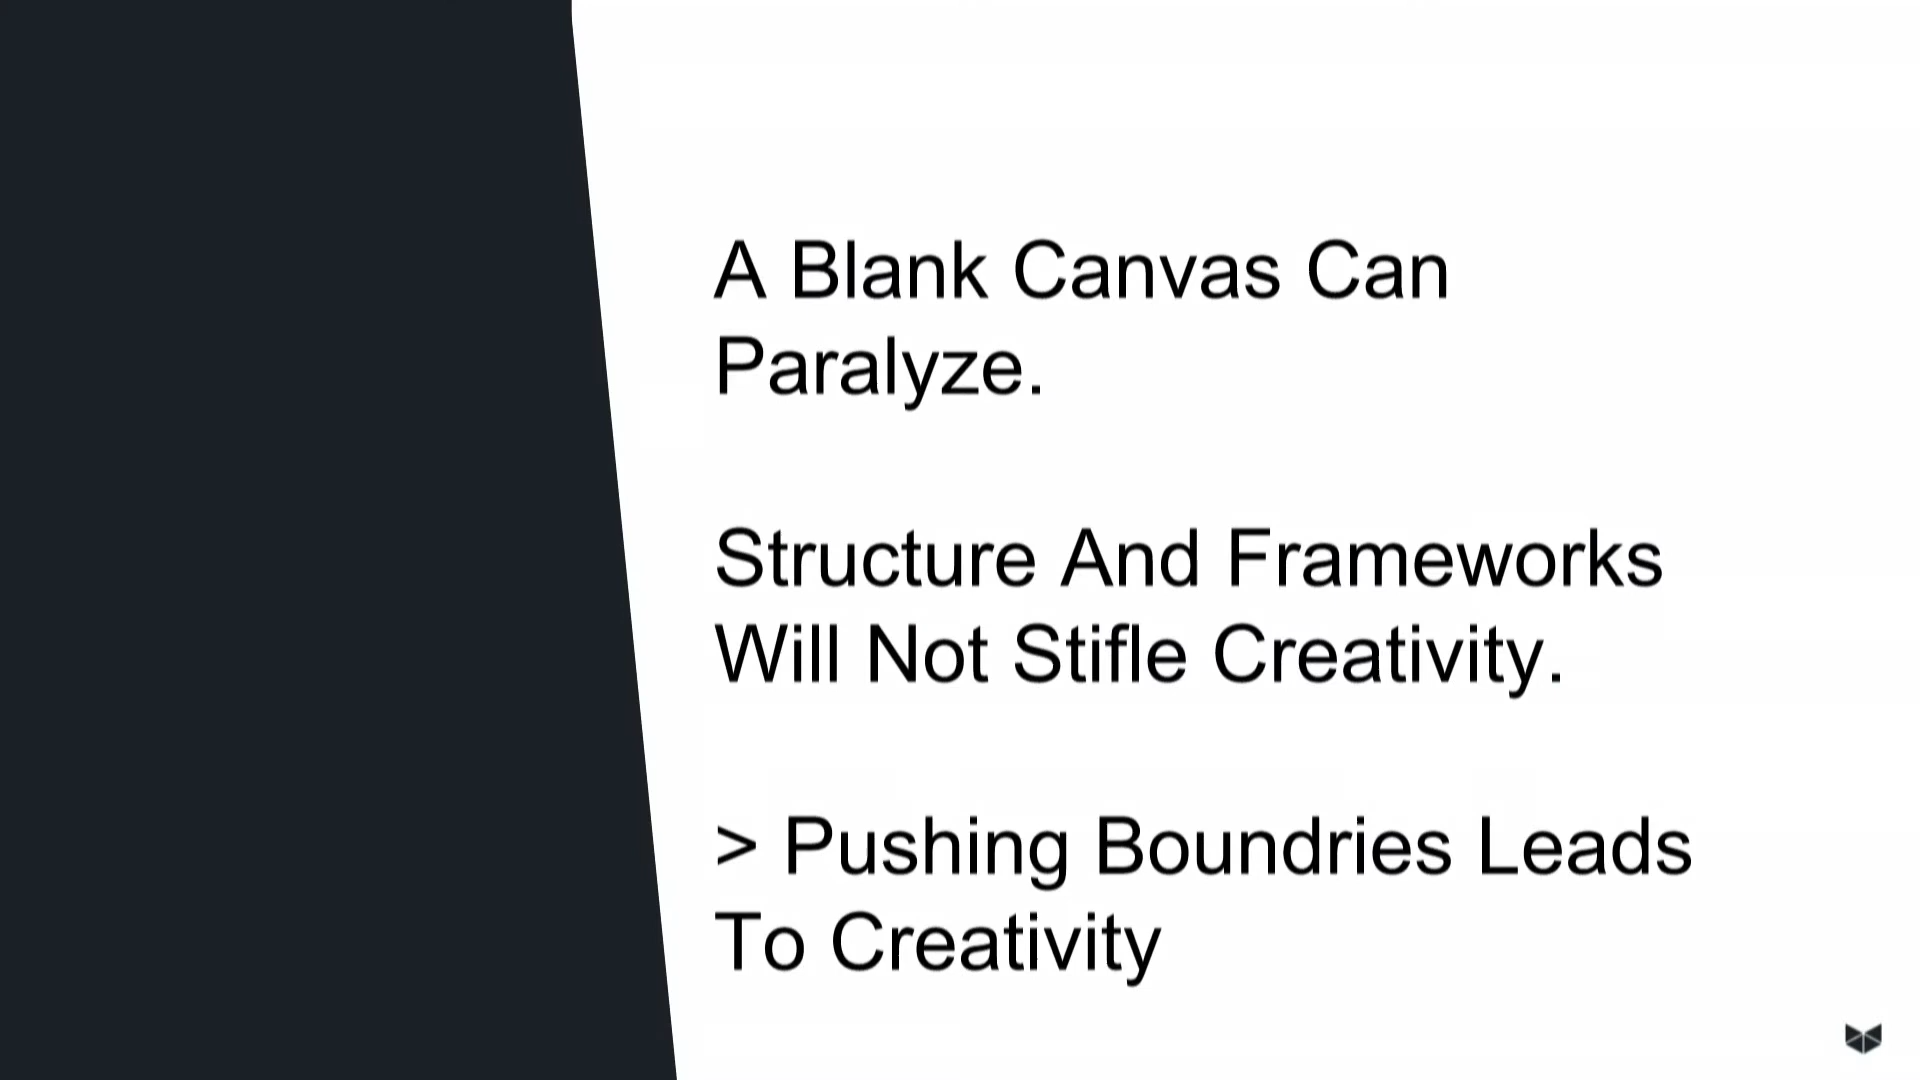 A Blank Canvas Can
Paralyze.
Structure And Frameworks
Will Not Stifle Creativity.
> Pushing Boundries Leads
To Creativity